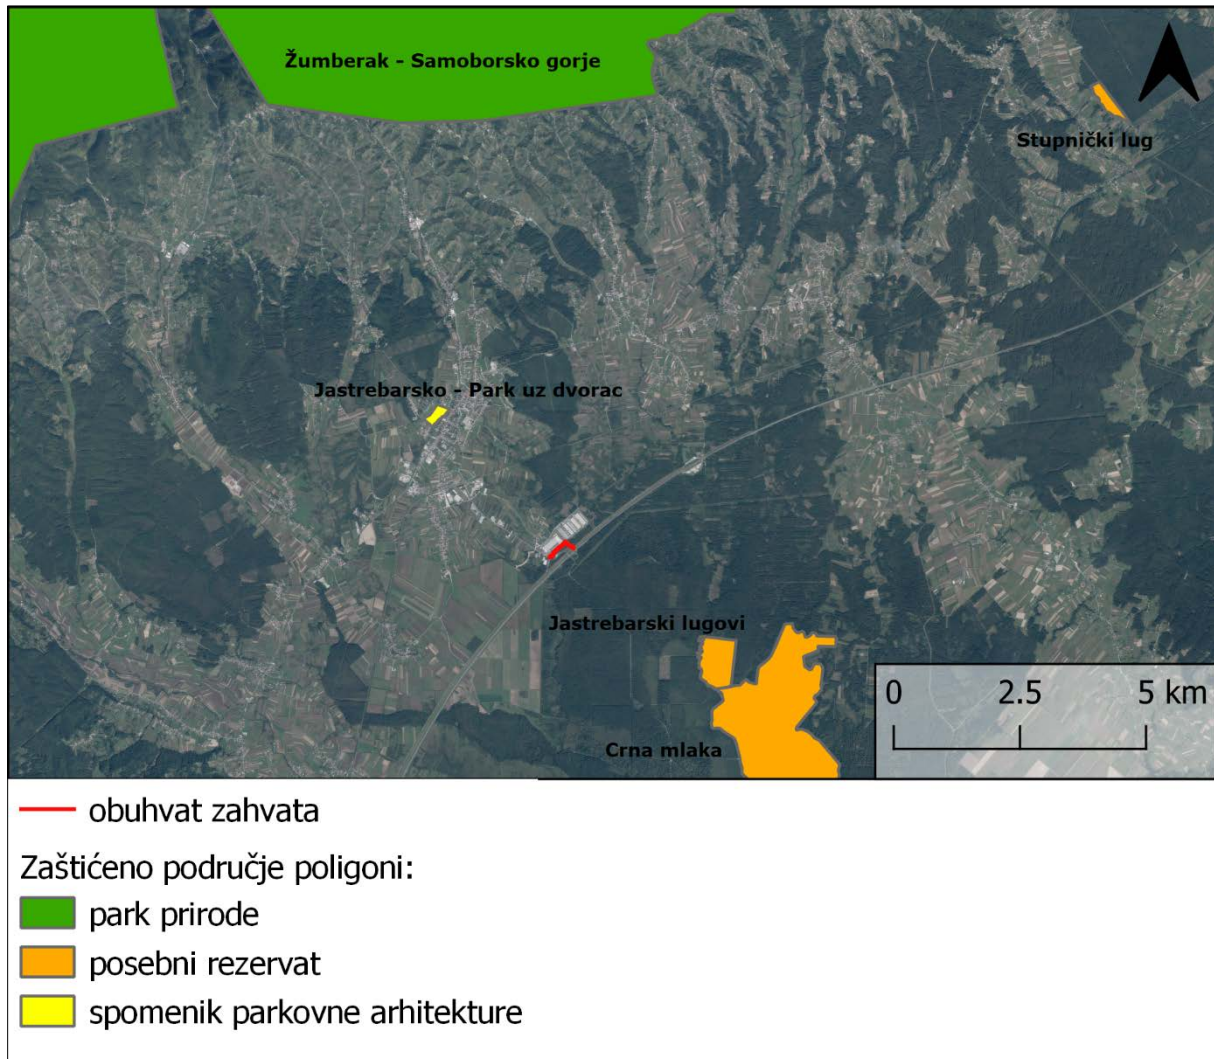 Žumberak - Samoborsko gorje
Stupnički lug
Jastrebarsko - Park uz dvorac
Jastrebarski lugovi
Crna mlaka
0 2.5 5 km
obuhvat zahvata
Zaštićeno područje poligoni:
park prirode
posebni rezervat
spomenik parkovne arhitekture